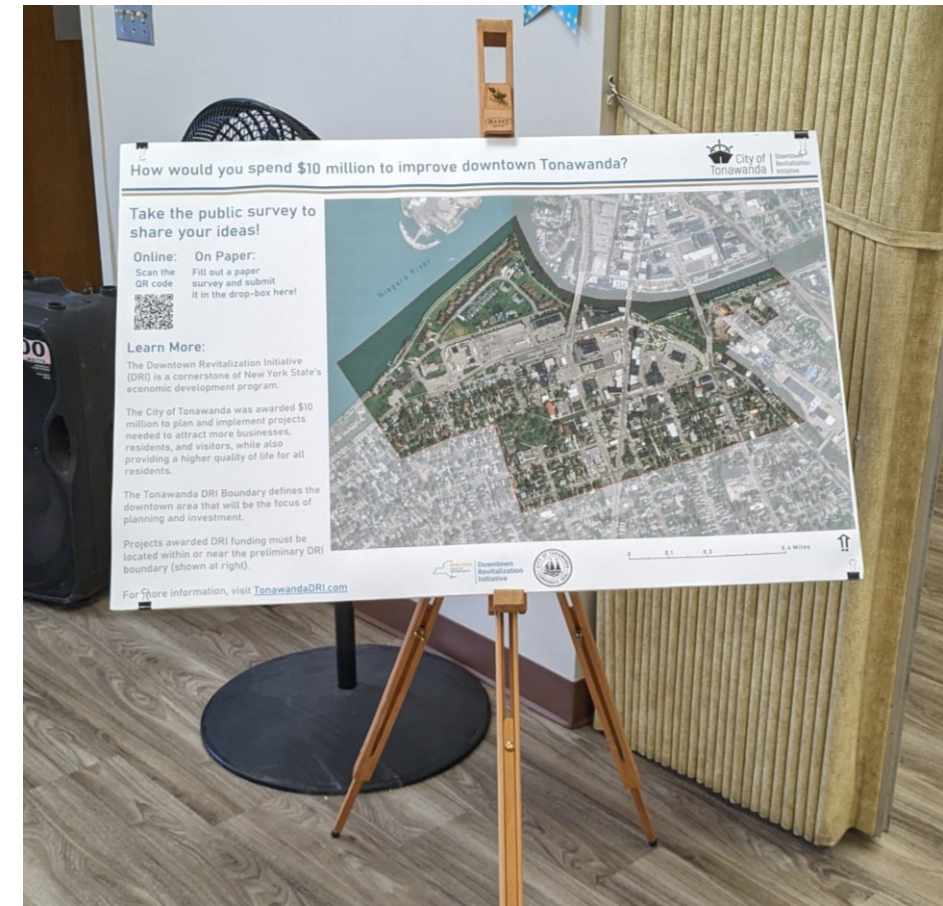 How would you spend $10 million to improve downtown Tonawanda?
City of
Tonawanda
Downtown
Revitalization
Initiative
Take the public survey to
share your ideas!
Online:
Scan the
QR code
On Paper:
Fill out a paper
survey and submit
it in the drop-box here!
Learn More:
The Downtown Revitalization Initiative
(DRI) is a cornerstone of New York State's
economic development program.
The City of Tonawanda was awarded $10
million to plan and implement projects
needed to attract more businesses,
residents, and visitors, while also
providing a higher quality of life for all
residents.
The Tonawanda DRI Boundary defines the
downtown area that will be the focus of
planning and investment.
Projects awarded DRI funding must be
located within or near the preliminary DRI
boundary (shown at right).
For more information, visit TonawandaDRI.com
Niagara River
0 0.1 0.2 0.4 Miles
Downtown
Revitalization
Initiative
00